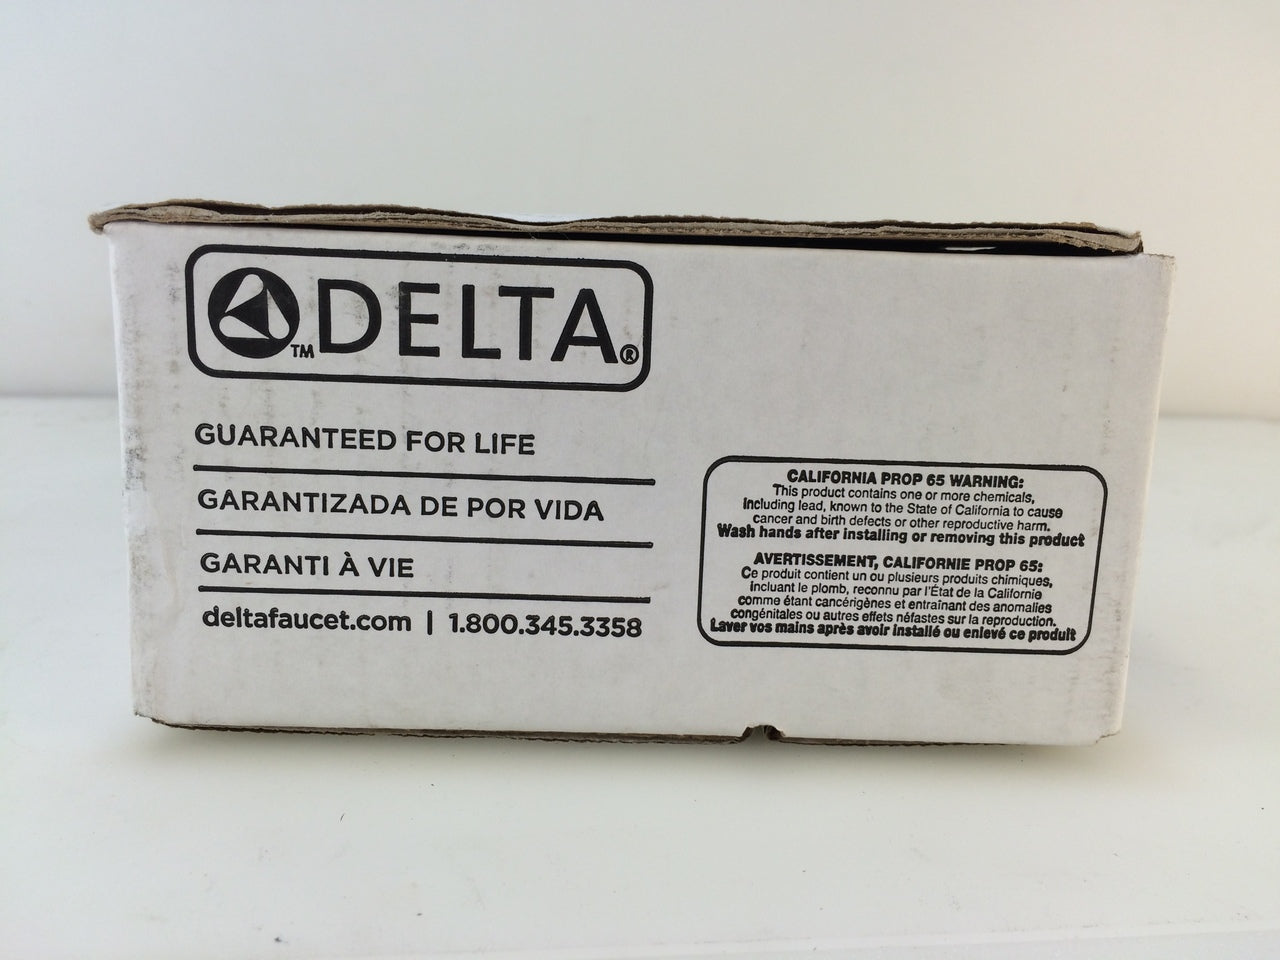 ™DELTA®
GUARANTEED FOR LIFE
GARANTIZADA DE POR VIDA
GARANTI À VIE
deltafaucet.com | 1.800.345.3358
CALIFORNIA PROP 65 WARNING:
This product contains one or more chemicals,
including lead, known to the State of California to cause
cancer and birth defects or other reproductive harm.
Wash hands after installing or removing this product
AVERTISSEMENT, CALIFORNIE PROP 65:
Ce produit contient un ou plusieurs produits chimiques,
incluant le plomb, reconnu par l'État de la Californie
comme étant cancérigènes et entraînant des anomalies
congénitales ou autres effets néfastes sur la reproduction.
Laver vos mains après avoir installé ou enlevé ce produit